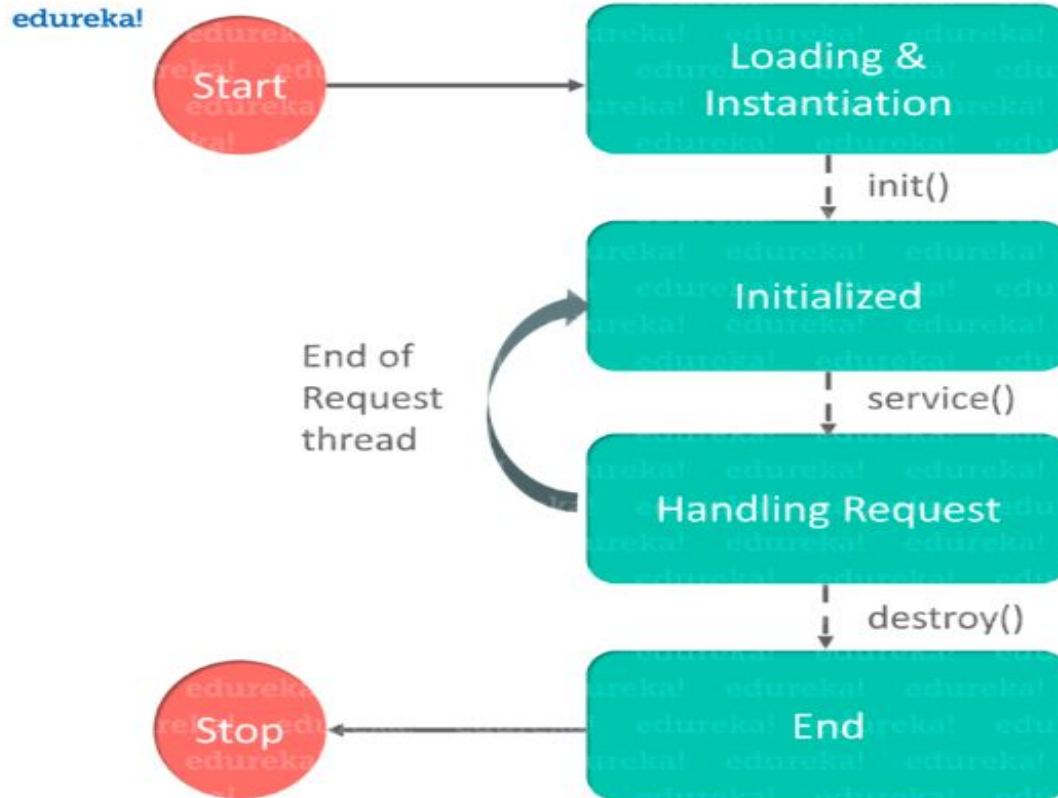 edureka!
Start
Loading &
Instantiation
init()
Initialized
End of
Request
thread
service()
Handling Request
destroy()
Stop
End